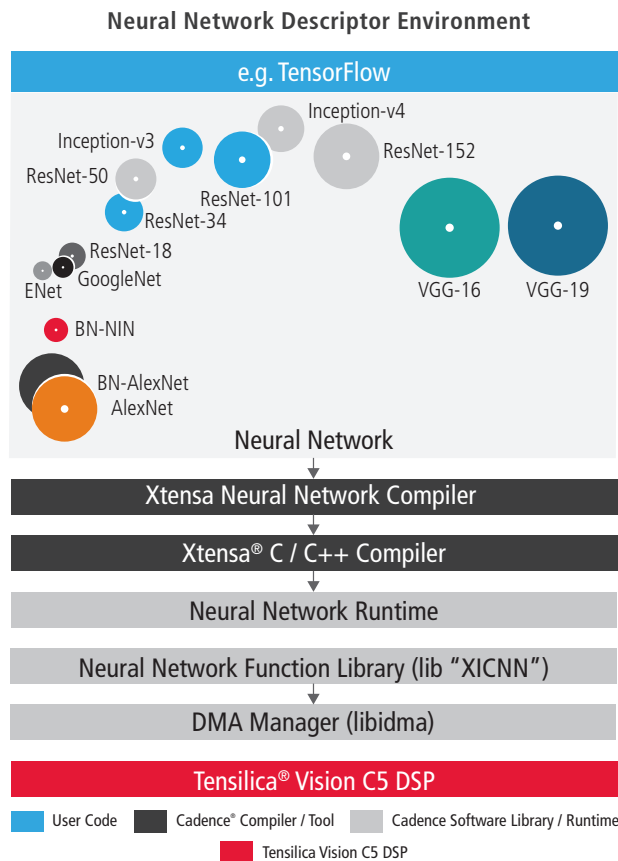 Neural Network Descriptor Environment
e.g. TensorFlow
Inception-v4
Inception-v3
ResNet-152
ResNet-50
ResNet-101
ResNet-34
ResNet-18
GoogleNet
ENet
VGG-16
VGG-19
BN-NIN
BN-AlexNet
AlexNet
Neural Network
Xtensa Neural Network Compiler
Xtensa® C / C++ Compiler
Neural Network Runtime
Neural Network Function Library (lib “XICNN”)
DMA Manager (libidma)
Tensilica® Vision C5 DSP
User Code
Cadence® Compiler / Tool
Cadence Software Library / Runtime
Tensilica Vision C5 DSP